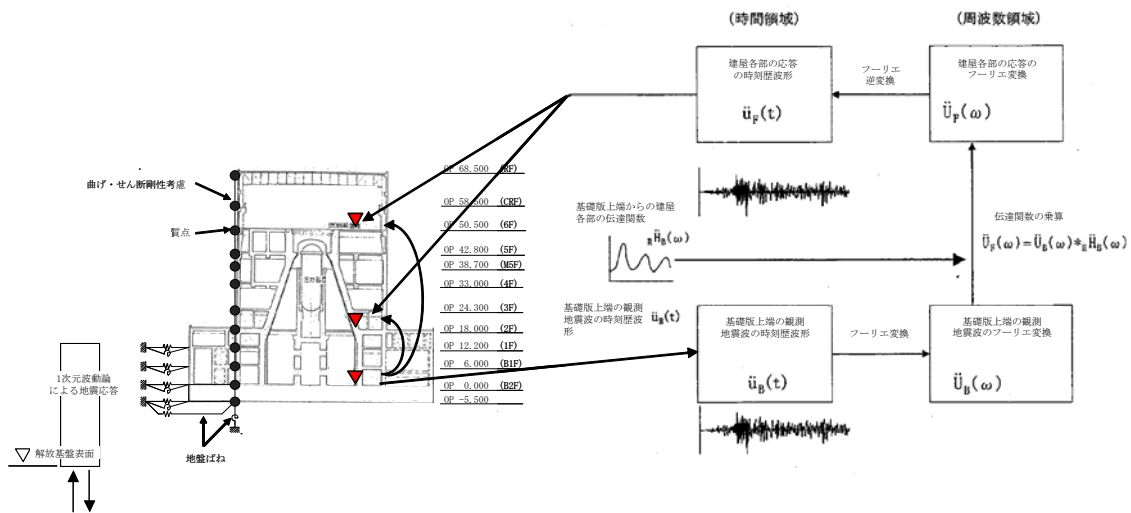 (時間領域)
(周波数領域)
建屋各部の応答
の時刻歴波形
ü_F(t)
フーリエ
逆変換
建屋各部の応答の
フーリエ変換
Ü_F(ω)
伝達関数の乗算
Ü_F(ω)=Ü_B(ω)*_RḦ_B(ω)
基礎版上端からの建屋
各部の伝達関数
_RḦ_B(ω)
基礎版上端の観測
地震波の時刻歴波
形
ü_B(t)
基礎版上端の観測
地震波の時刻歴波形
ü_B(t)
フーリエ変換
基礎版上端の観測
地震波のフーリエ変換
Ü_B(ω)
曲げ・せん断剛性考慮
質点
OP 68.500 (RF)
OP 58.500 (CRF)
OP 50.500 (6F)
OP 42.800 (5F)
OP 38.700 (M5F)
OP 33.000 (4F)
OP 24.300 (3F)
OP 18.000 (2F)
OP 12.200 (1F)
OP 6.000 (B1F)
OP 0.000 (B2F)
OP -5.500
1次元波動論
による地震応答
解放基盤表面
地盤ばね